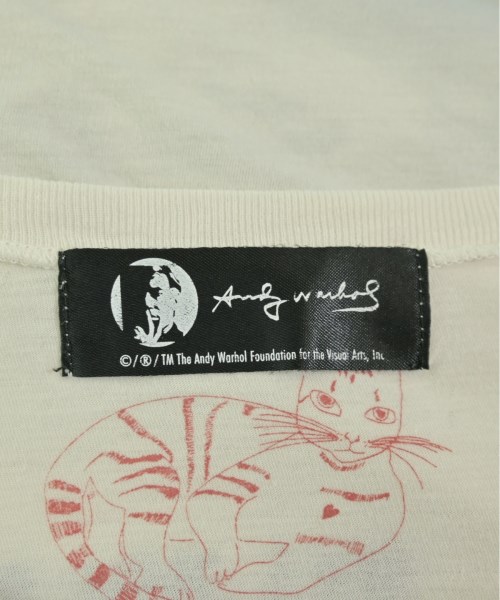 Andy Warhol
©/®/TM The Andy Warhol Foundation for the Visual Arts, Inc